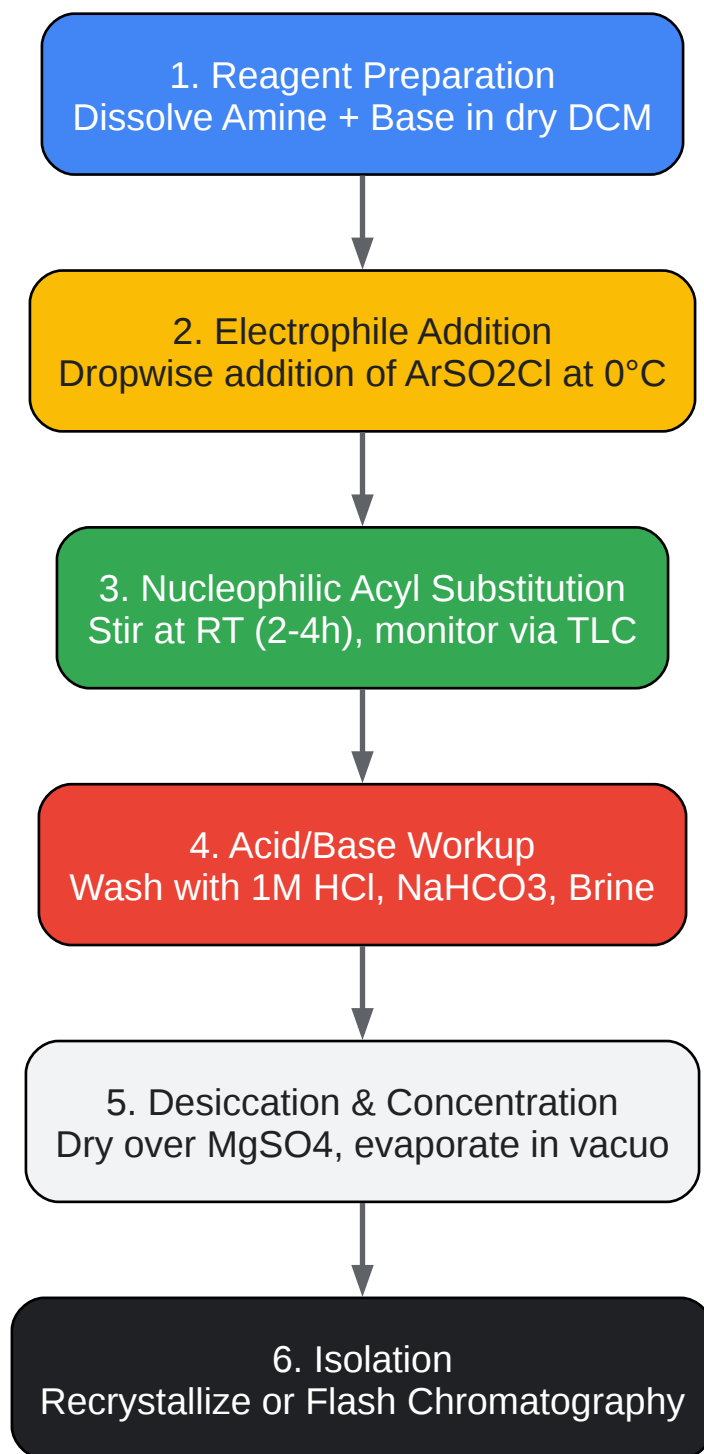 1. Reagent Preparation
Dissolve Amine + Base in dry DCM
2. Electrophile Addition
Dropwise addition of ArSO2Cl at 0°C
3. Nucleophilic Acyl Substitution
Stir at RT (2-4h), monitor via TLC
4. Acid/Base Workup
Wash with 1M HCl, NaHCO3, Brine
5. Desiccation & Concentration
Dry over MgSO4, evaporate in vacuo
6. Isolation
Recrystallize or Flash Chromatography